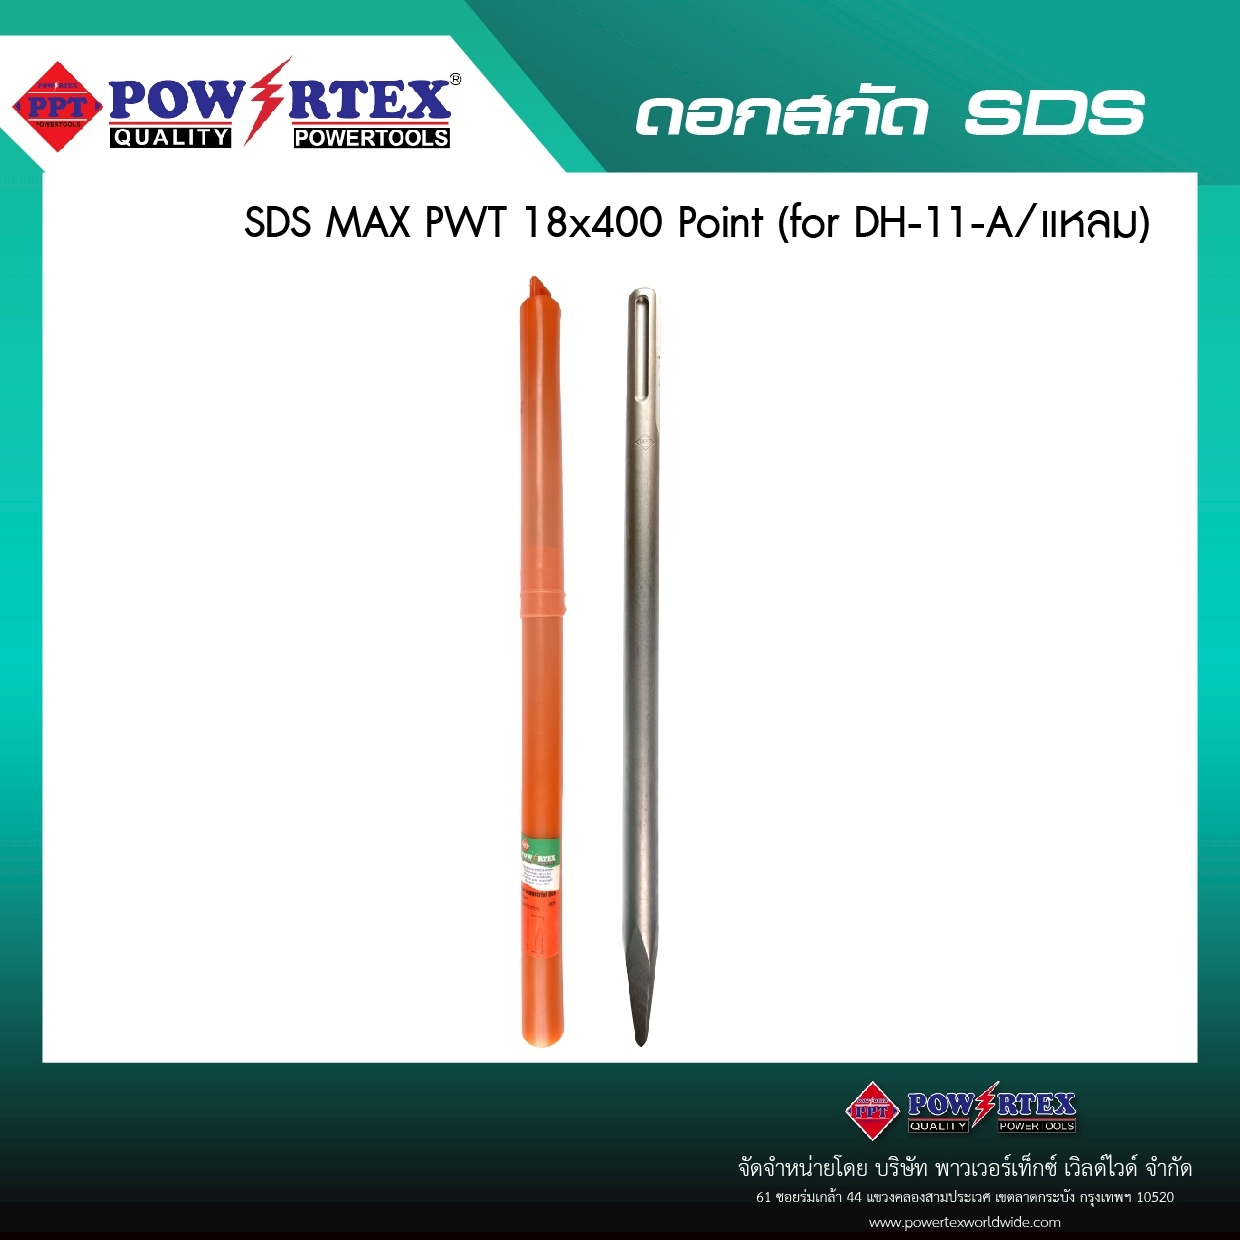 POWERTEX®
PPT
POWERTEX
POWERTOOLS
QUALITY
POWERTOOLS
ดอกสกัด SDS
SDS MAX PWT 18x400 Point (for DH-11-A/แหลม)
POWERTEX
PPT
POWERTEX
QUALITY
POWERTOOLS
จัดจำหน่ายโดย บริษัท พาวเวอร์เท็กซ์ เวิลด์ไวด์ จำกัด
61 ซอยร่มเกล้า 44 แขวงคลองสามประเวศ เขตลาดกระบัง กรุงเทพฯ 10520
www.powertexworldwide.com